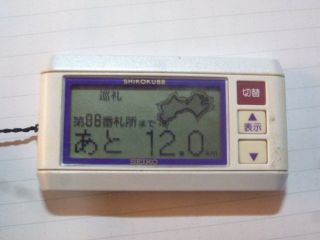 SHIKOKU88
巡礼
第88番札所まで
あと 12.0km
SEIKO
切替
▲
表示
▼